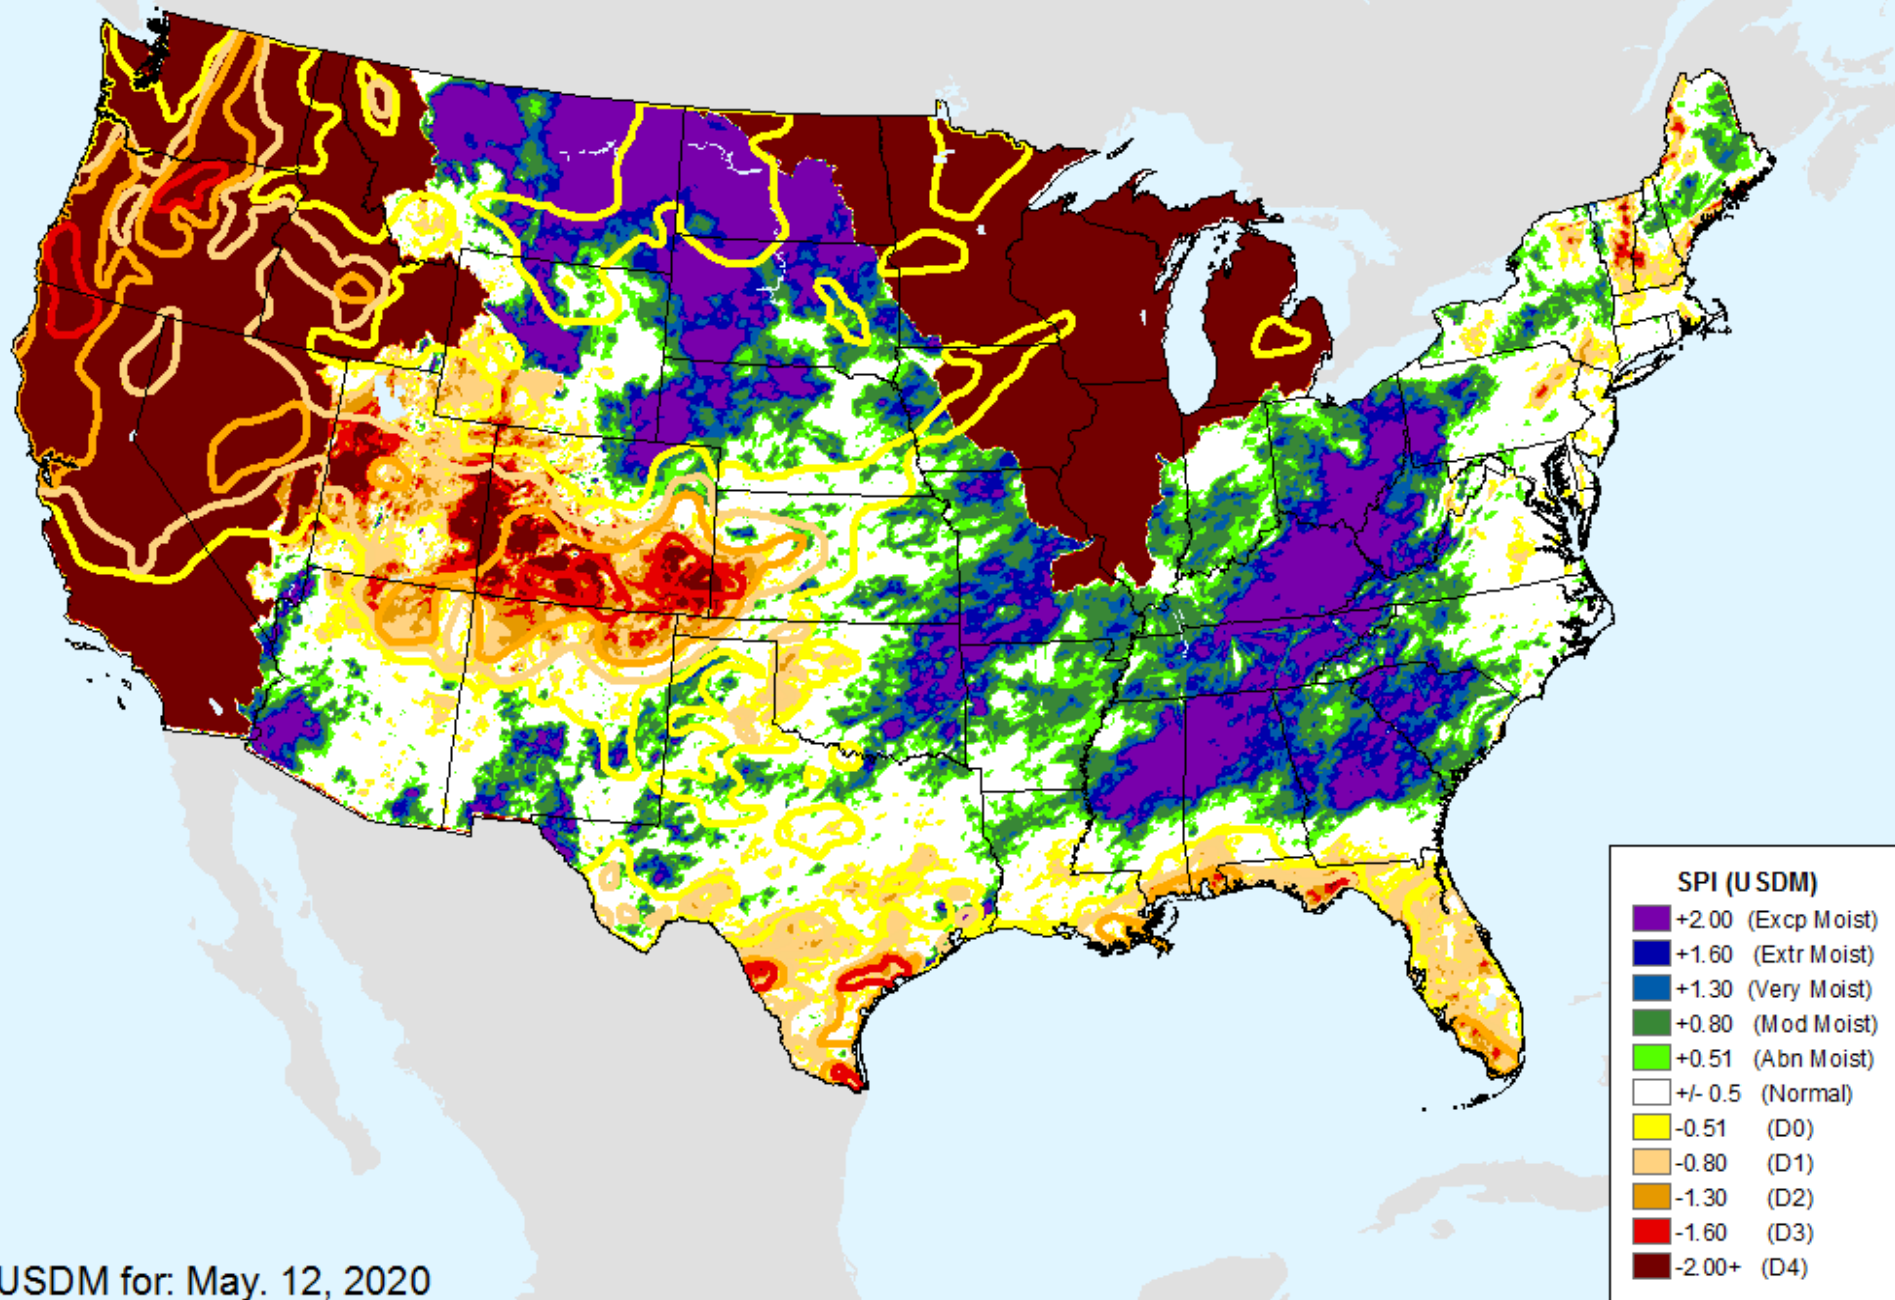 SPI (USDM)
+2.00 (Excp Moist)
+1.60 (Extr Moist)
+1.30 (Very Moist)
+0.80 (Mod Moist)
+0.51 (Abn Moist)
+/- 0.5 (Normal)
-0.51 (D0)
-0.80 (D1)
-1.30 (D2)
-1.60 (D3)
-2.00+ (D4)
USDM for: May. 12, 2020